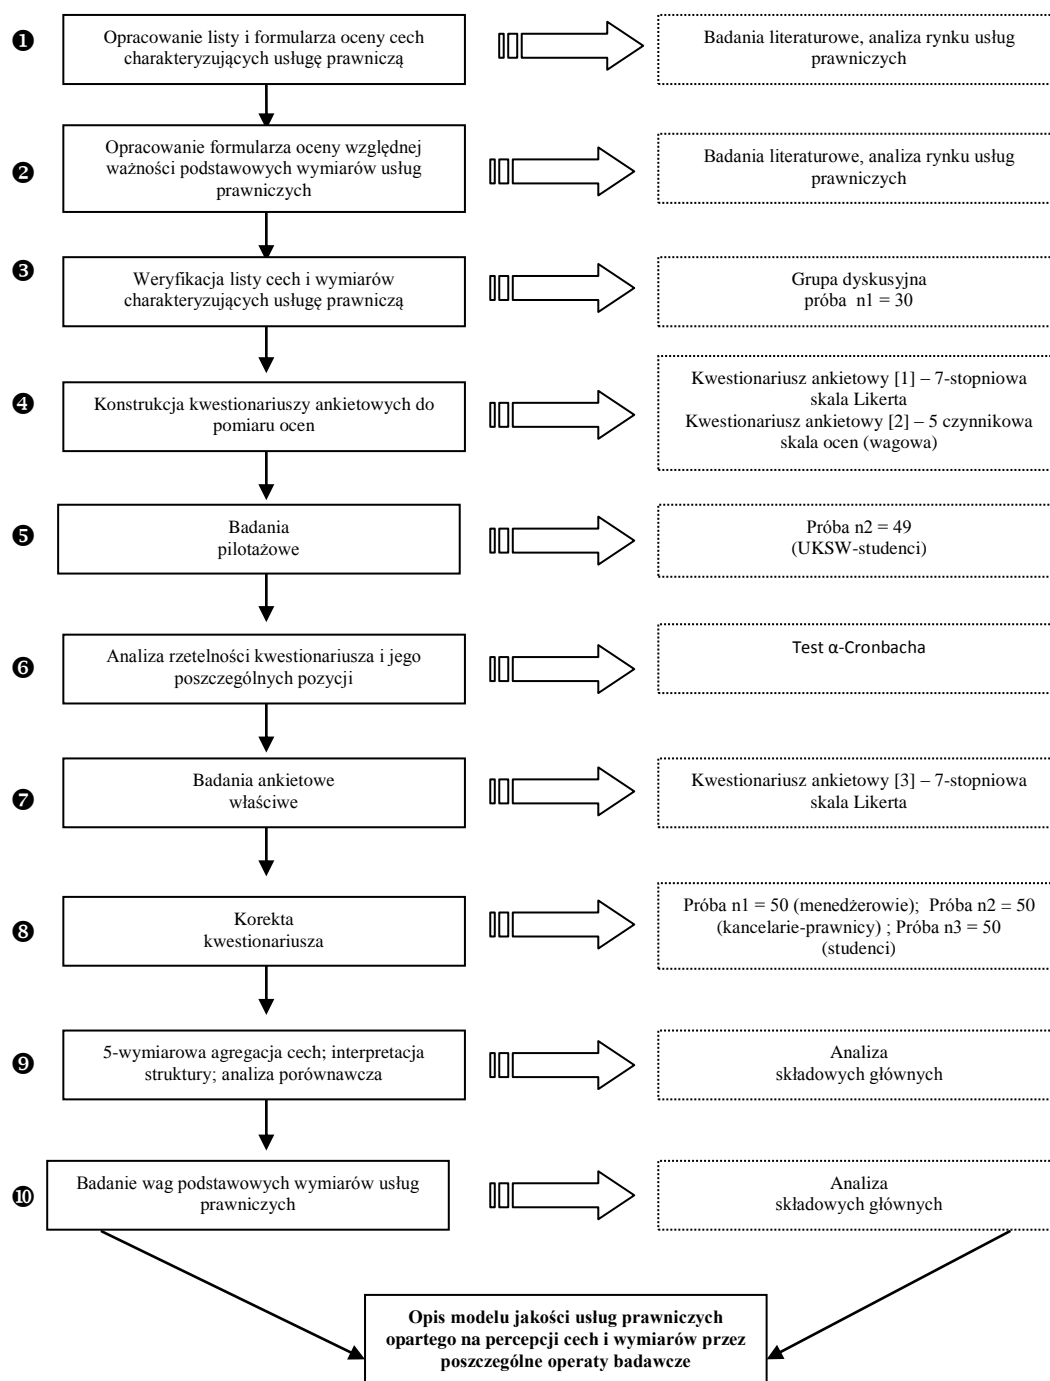 ❶
Opracowanie listy i formularza oceny cech
charakteryzujących usługę prawniczą
Badania literaturowe, analiza rynku usług
prawniczych
❷
Opracowanie formularza oceny względnej
ważności podstawowych wymiarów usług
prawniczych
Badania literaturowe, analiza rynku usług
prawniczych
❸
Weryfikacja listy cech i wymiarów
charakteryzujących usługę prawniczą
Grupa dyskusyjna
próba n1 = 30
❹
Konstrukcja kwestionariuszy ankietowych do
pomiaru ocen
Kwestionariusz ankietowy [1] – 7-stopniowa
skala Likerta
Kwestionariusz ankietowy [2] – 5 czynnikowa
skala ocen (wagowa)
❺
Badania
pilotażowe
Próba n2 = 49
(UKSW-studenci)
❻
Analiza rzetelności kwestionariusza i jego
poszczególnych pozycji
Test α-Cronbacha
❼
Badania ankietowe
właściwe
Kwestionariusz ankietowy [3] – 7-stopniowa
skala Likerta
❽
Korekta
kwestionariusza
Próba n1 = 50 (menedżerowie); Próba n2 = 50
(kancelarie-prawnicy) ; Próba n3 = 50
(studenci)
❾
5-wymiarowa agregacja cech; interpretacja
struktury; analiza porównawcza
Analiza
składowych głównych
❿
Badanie wag podstawowych wymiarów usług
prawniczych
Analiza
składowych głównych
Opis modelu jakości usług prawniczych
opartego na percepcji cech i wymiarów przez
poszczególne operaty badawcze